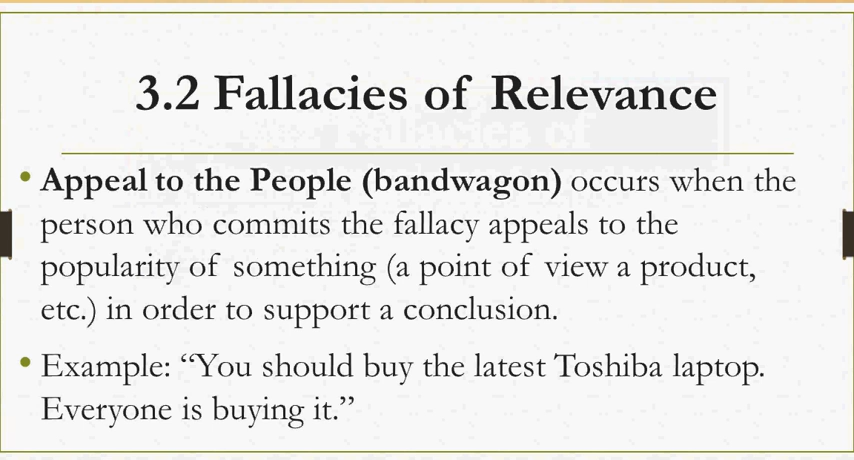 3.2 Fallacies of Relevance
• Appeal to the People (bandwagon) occurs when the
person who commits the fallacy appeals to the
popularity of something (a point of view a product,
etc.) in order to support a conclusion.
• Example: “You should buy the latest Toshiba laptop.
Everyone is buying it.”